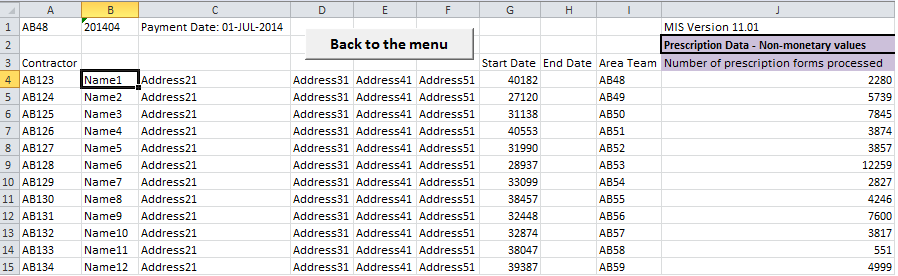 A B C D E F G H I J
1 AB48 201404 Payment Date: 01-JUL-2014 MIS Version 11.01
Back to the menu
2 Prescription Data - Non-monetary values
3 Contractor Start Date End Date Area Team Number of prescription forms processed
4 AB123 Name1 Address21 Address31 Address41 Address51 40182 AB48 2280
5 AB124 Name2 Address21 Address31 Address41 Address51 27120 AB49 5739
6 AB125 Name3 Address21 Address31 Address41 Address51 31138 AB50 7845
7 AB126 Name4 Address21 Address31 Address41 Address51 40553 AB51 3874
8 AB127 Name5 Address21 Address31 Address41 Address51 31990 AB52 3857
9 AB128 Name6 Address21 Address31 Address41 Address51 28937 AB53 12259
10 AB129 Name7 Address21 Address31 Address41 Address51 33099 AB54 2827
11 AB130 Name8 Address21 Address31 Address41 Address51 38457 AB55 4246
12 AB131 Name9 Address21 Address31 Address41 Address51 32448 AB56 7600
13 AB132 Name10 Address21 Address31 Address41 Address51 32874 AB57 3817
14 AB133 Name11 Address21 Address31 Address41 Address51 38047 AB58 551
15 AB134 Name12 Address21 Address31 Address41 Address51 39387 AB59 4999